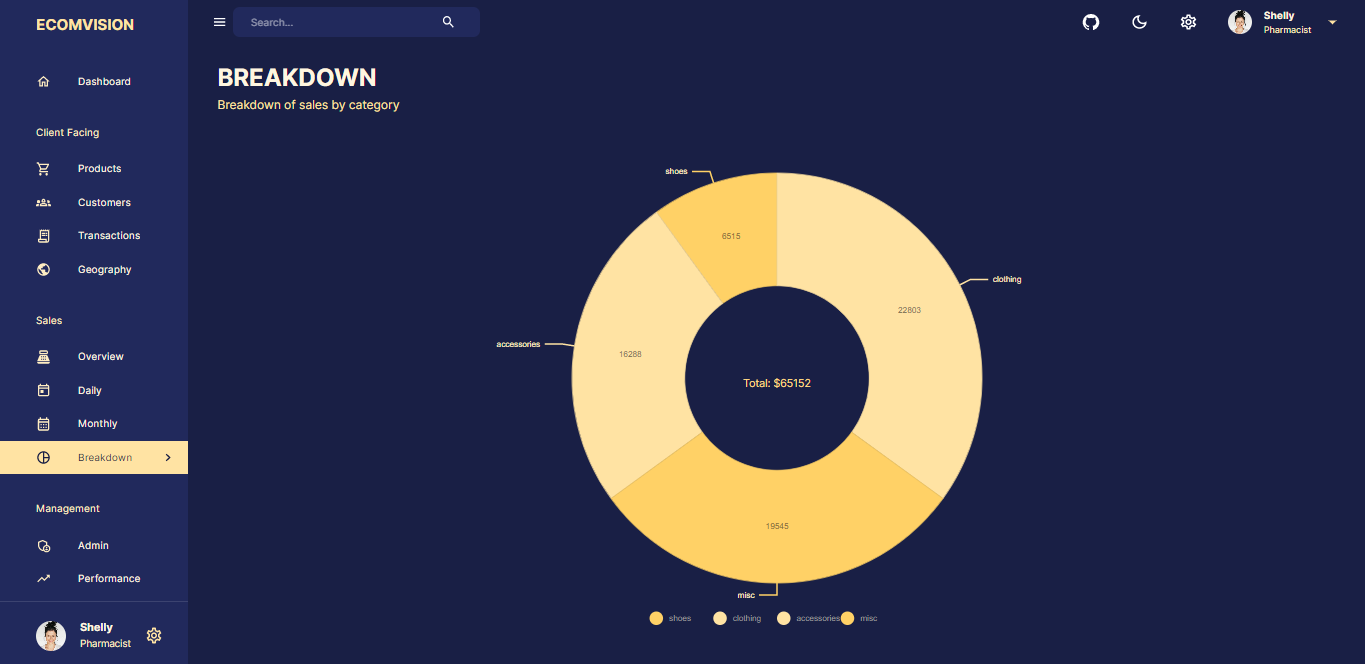 ECOMVISION
Search...
Shelly
Pharmacist
Dashboard
Client Facing
Products
Customers
Transactions
Geography
Sales
Overview
Daily
Monthly
Breakdown
Management
Admin
Performance
Shelly
Pharmacist
BREAKDOWN
Breakdown of sales by category
shoes
6515
clothing
22803
accessories
16288
Total: $65152
19545
misc
shoes clothing accessories misc